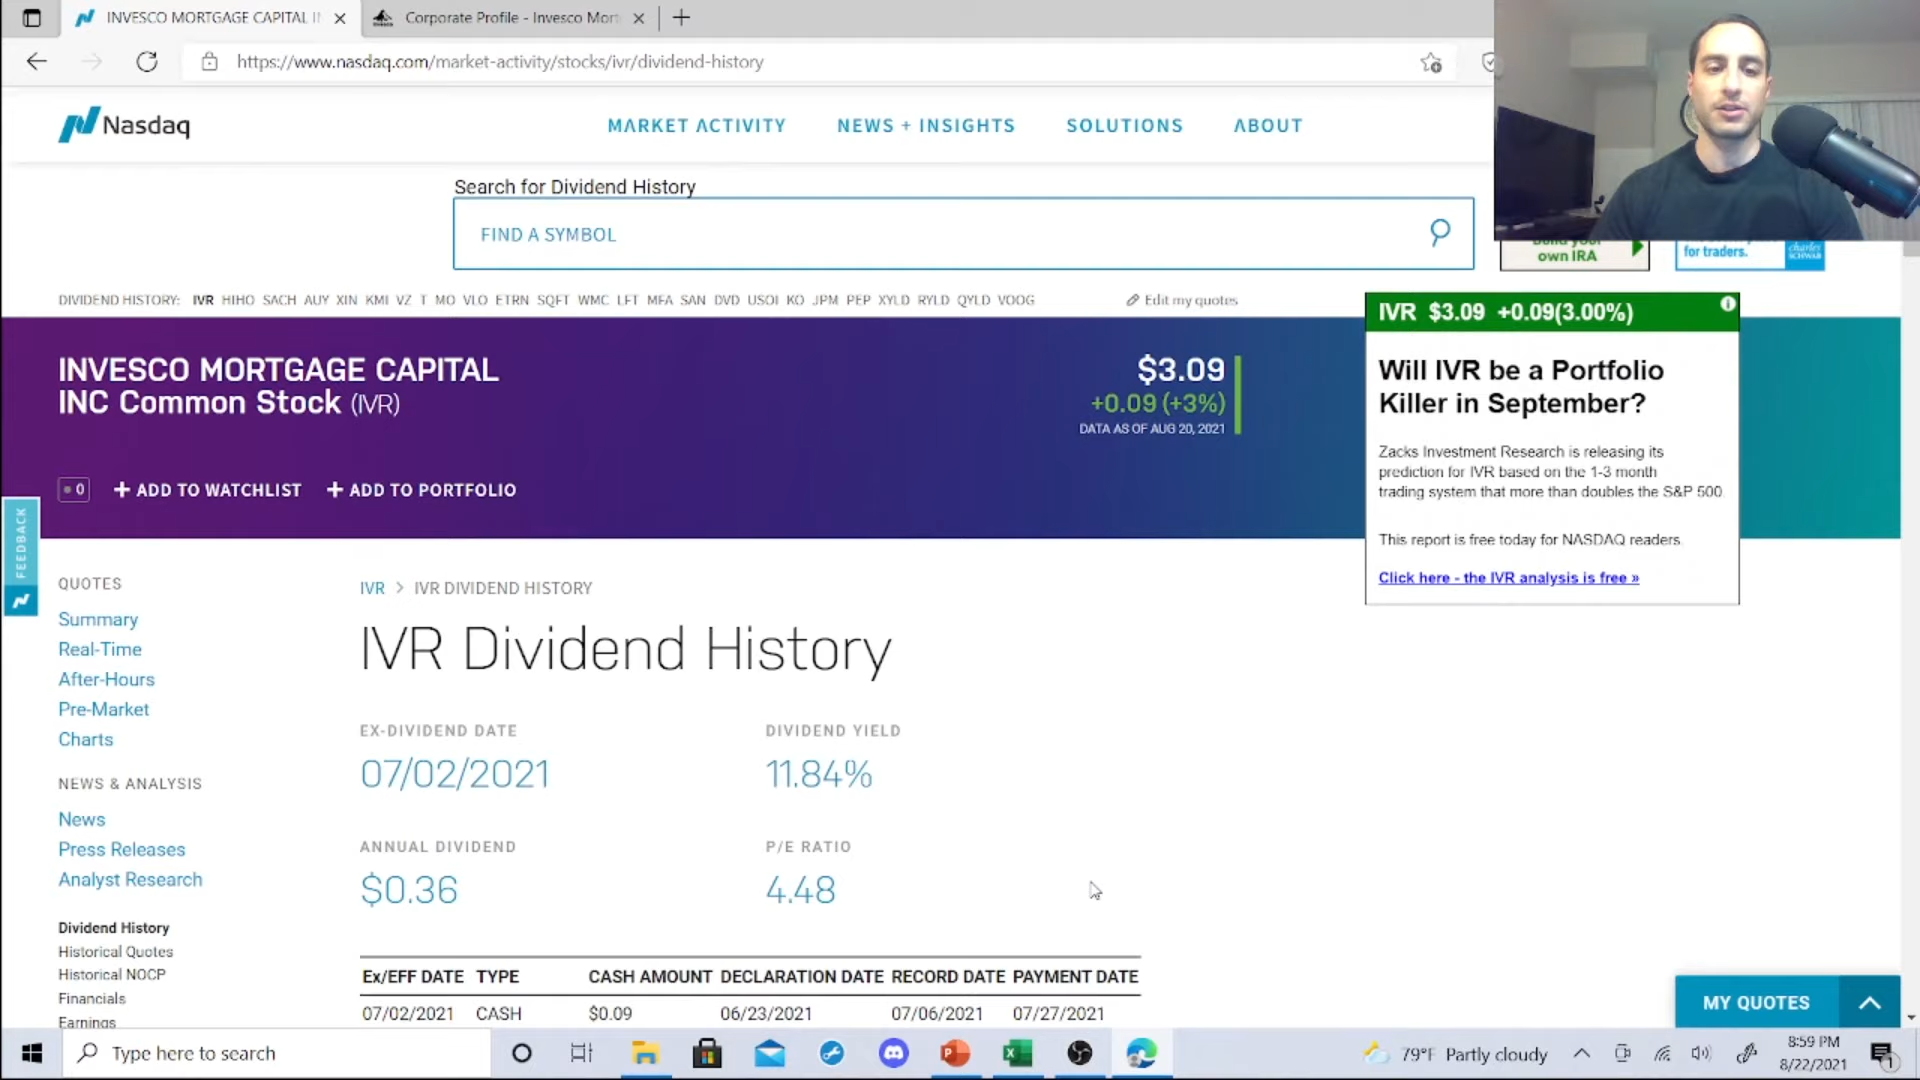 INVESCO MORTGAGE CAPITAL I
Corporate Profile - Invesco Mor
https://www.nasdaq.com/market-activity/stocks/ivr/dividend-history
Nasdaq
MARKET ACTIVITY
NEWS + INSIGHTS
SOLUTIONS
ABOUT
Search for Dividend History
FIND A SYMBOL
own IRA
for traders.
charles
SCHWAB
DIVIDEND HISTORY: IVR HIHO SACH AUY XIN KMI VZ T MO VLO ETRN SQFT WMC LFT MFA SAN DVD USOI KO JPM PEP XYLD RYLD QYLD VOOG
Edit my quotes
INVESCO MORTGAGE CAPITAL
INC Common Stock (IVR)
$3.09
+0.09 (+3%)
DATA AS OF AUG 20, 2021
0
+ ADD TO WATCHLIST
+ ADD TO PORTFOLIO
IVR $3.09 +0.09(3.00%)
Will IVR be a Portfolio
Killer in September?
Zacks Investment Research is releasing its
prediction for IVR based on the 1-3 month
trading system that more than doubles the S&P 500.
This report is free today for NASDAQ readers.
Click here - the IVR analysis is free »
FEEDBACK
QUOTES
Summary
Real-Time
After-Hours
Pre-Market
Charts
NEWS & ANALYSIS
News
Press Releases
Analyst Research
Dividend History
Historical Quotes
Historical NOCP
Financials
Earnings
IVR > IVR DIVIDEND HISTORY
IVR Dividend History
EX-DIVIDEND DATE
07/02/2021
DIVIDEND YIELD
11.84%
ANNUAL DIVIDEND
$0.36
P/E RATIO
4.48
Ex/EFF DATE TYPE CASH AMOUNT DECLARATION DATE RECORD DATE PAYMENT DATE
07/02/2021 CASH $0.09 06/23/2021 07/06/2021 07/27/2021
MY QUOTES
Type here to search
79°F Partly cloudy
8:59 PM
8/22/2021
1